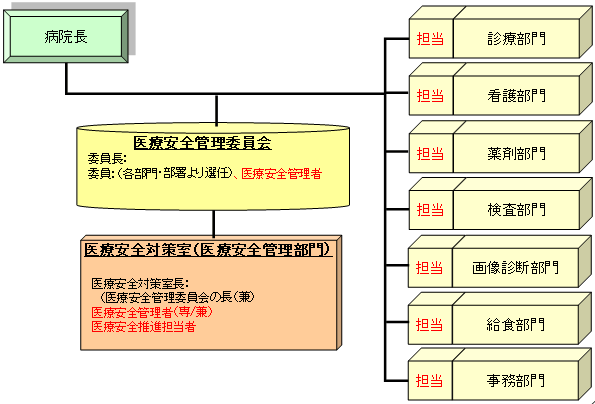 病院長
医療安全管理委員会
委員長:
委員:(各部門・部署より選任)、医療安全管理者
医療安全対策室(医療安全管理部門)
医療安全対策室長:
(医療安全管理委員会の長(兼)
医療安全管理者(専/兼)
医療安全推進担当者
担当 診療部門
担当 看護部門
担当 薬剤部門
担当 検査部門
担当 画像診断部門
担当 給食部門
担当 事務部門